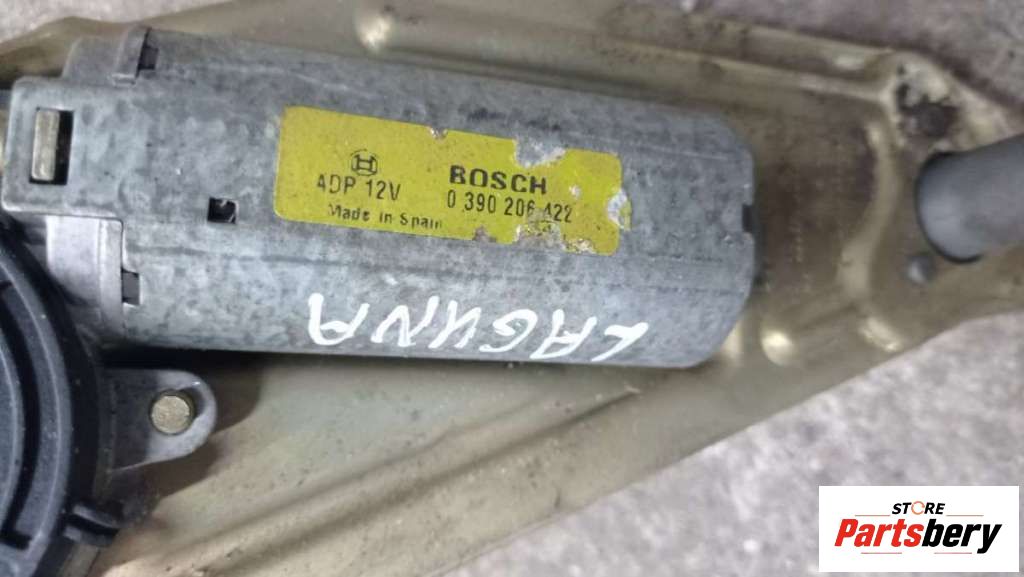 BOSCH
ADP 12V 0 390 206 422
Made in Spain
LAGUNA
STORE
Partsbery